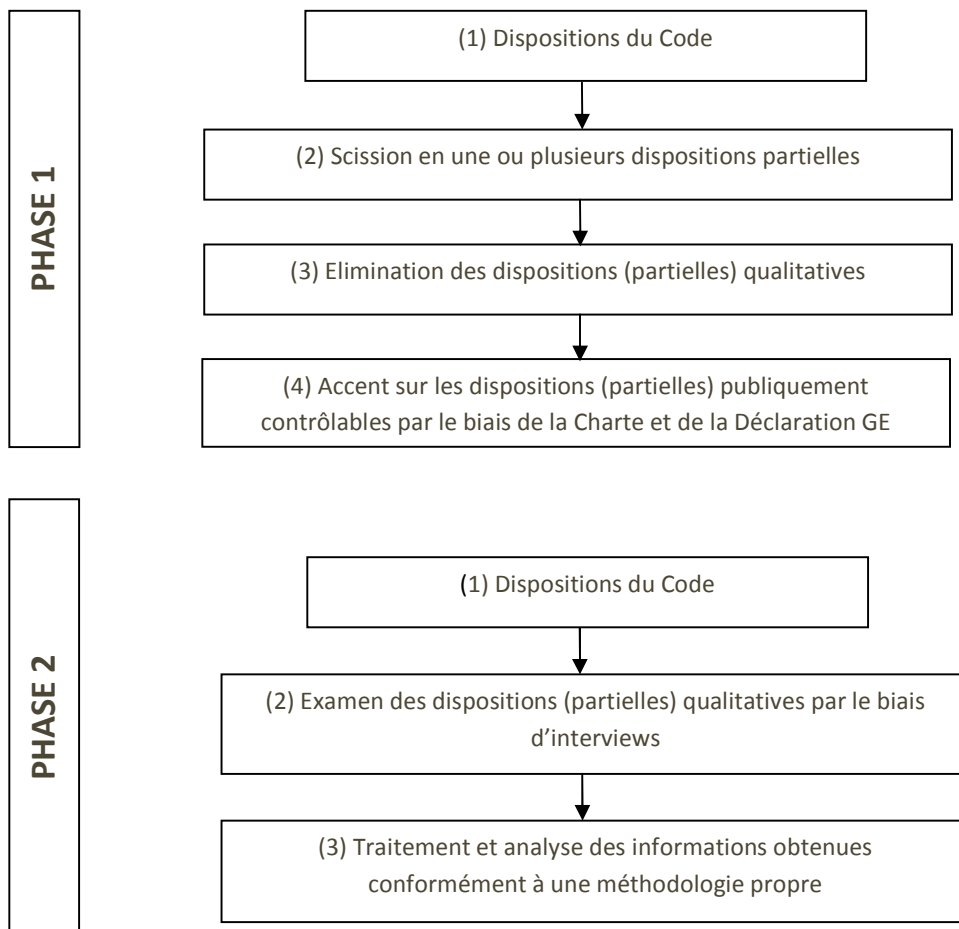 PHASE 1
(1) Dispositions du Code
(2) Scission en une ou plusieurs dispositions partielles
(3) Elimination des dispositions (partielles) qualitatives
(4) Accent sur les dispositions (partielles) publiquement
contrôlables par le biais de la Charte et de la Déclaration GE
PHASE 2
(1) Dispositions du Code
(2) Examen des dispositions (partielles) qualitatives par le biais
d’interviews
(3) Traitement et analyse des informations obtenues
conformément à une méthodologie propre